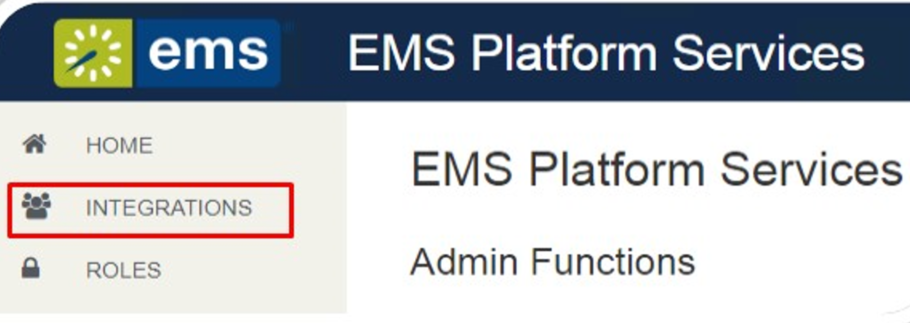 ems EMS Platform Services
HOME
INTEGRATIONS
ROLES
EMS Platform Services
Admin Functions